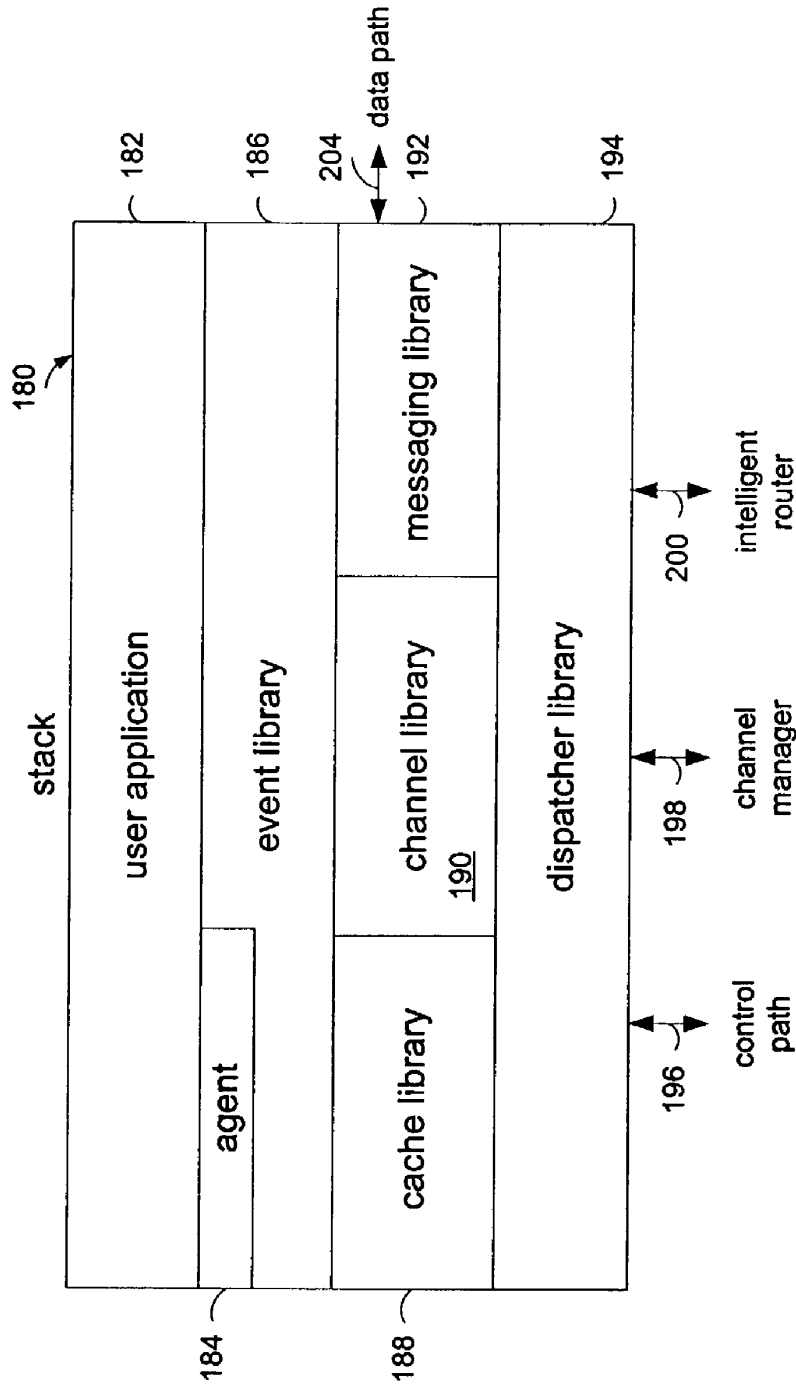 stack
180
user application
182
184
agent
event library
186
204
data path
188
cache library
channel library
190
messaging library
192
dispatcher library
194
196
198
200
control
path
channel
manager
intelligent
router